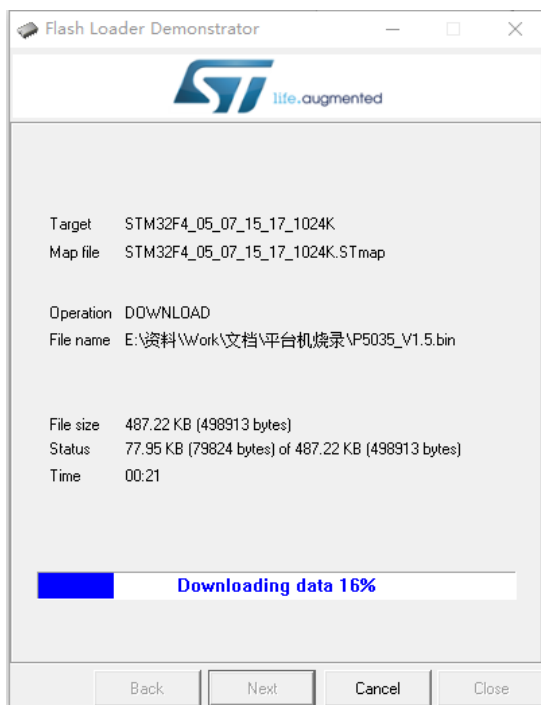 Flash Loader Demonstrator
ST life.augmented
Target STM32F4_05_07_15_17_1024K
Map file STM32F4_05_07_15_17_1024K.STmap
Operation DOWNLOAD
File name E:\资料\Work\文档\平台机烧录\P5035_V1.5.bin
File size 487.22 KB (498913 bytes)
Status 77.95 KB (79824 bytes) of 487.22 KB (498913 bytes)
Time 00:21
Downloading data 16%
Back Next Cancel Close